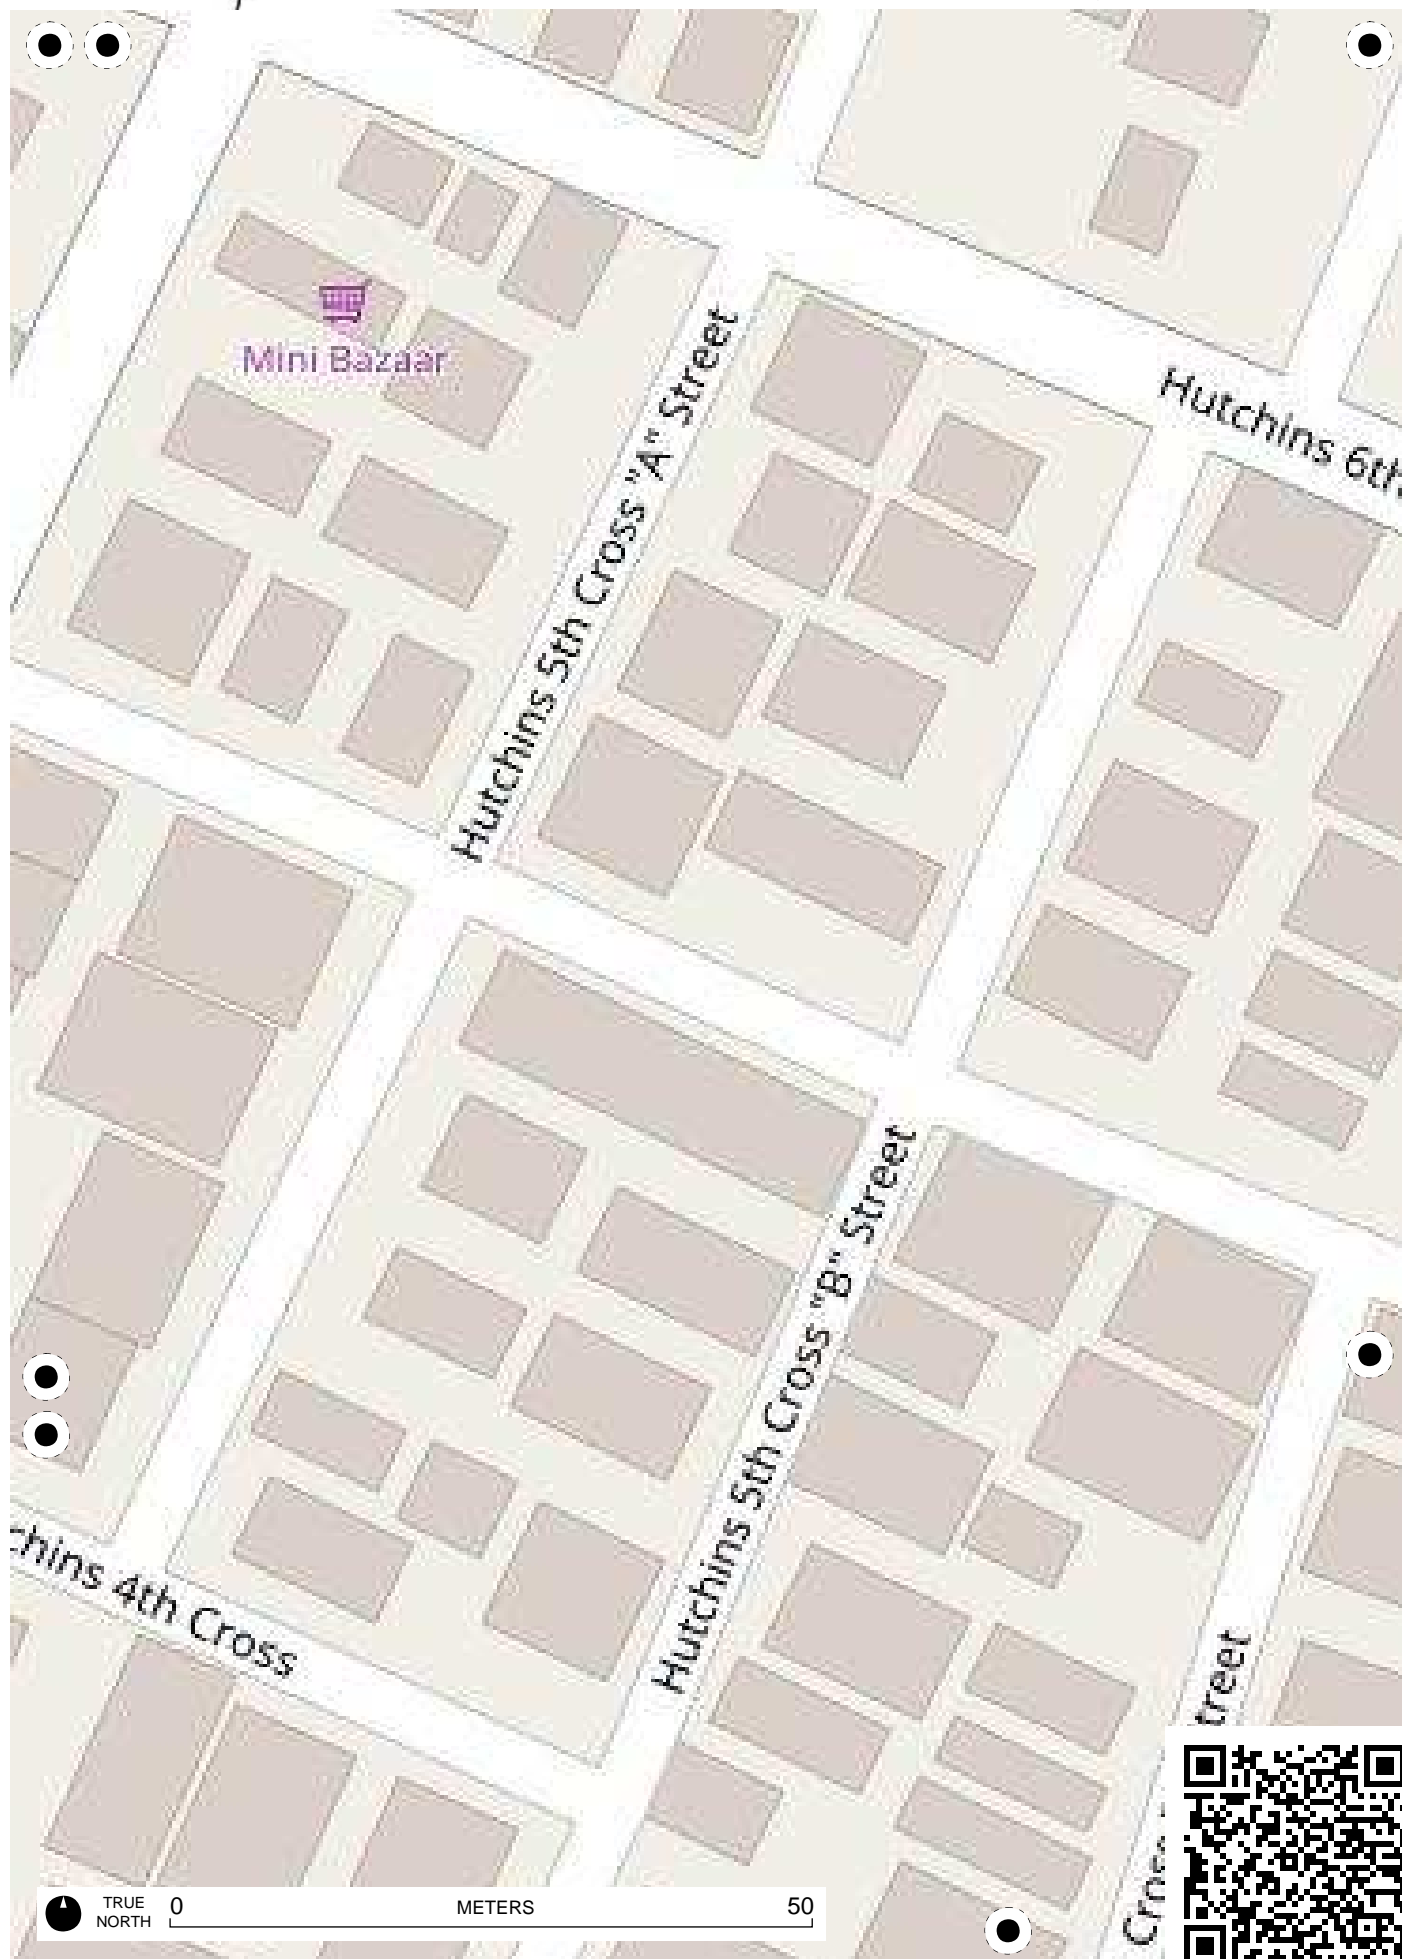 Hutchins 6th
Mini Bazaar
Hutchins 5th Cross "A" Street
Hutchins 5th Cross "B" Street
chins 4th Cross
Cross
treet
TRUE
NORTH
0 METERS 50